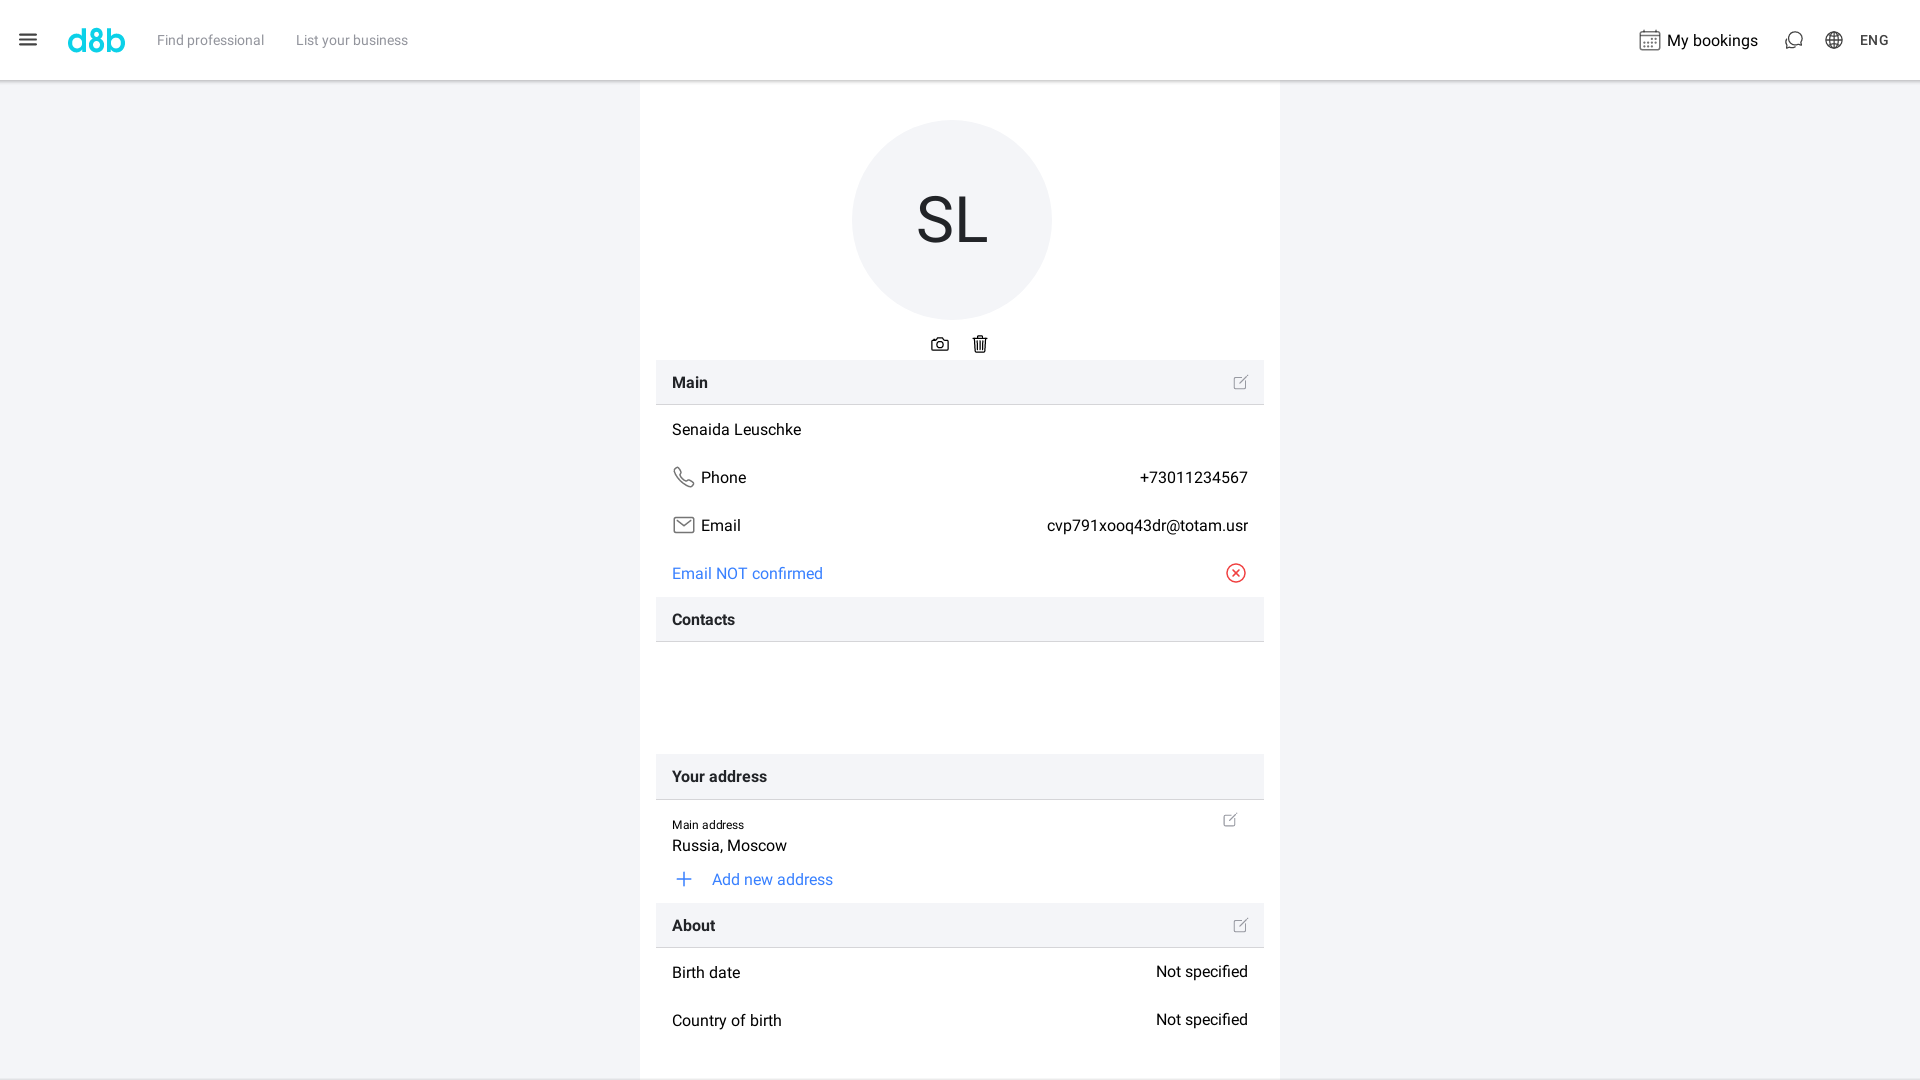 d8b
Find professional
List your business
My bookings
ENG
SL
Main
Senaida Leuschke
Phone
+73011234567
Email
cvp791xooq43dr@totam.usr
Email NOT confirmed
Contacts
Your address
Main address
Russia, Moscow
Add new address
About
Birth date
Not specified
Country of birth
Not specified